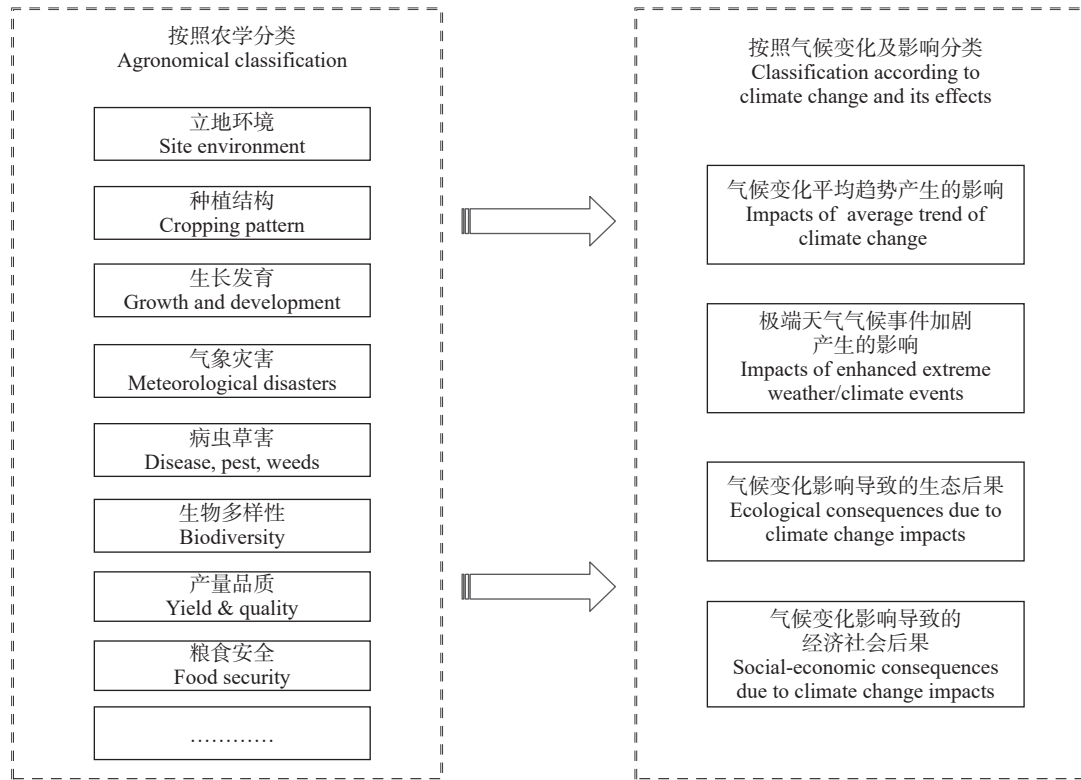 按照农学分类
Agronomical classification
立地环境
Site environment
种植结构
Cropping pattern
生长发育
Growth and development
气象灾害
Meteorological disasters
病虫草害
Disease, pest, weeds
生物多样性
Biodiversity
产量品质
Yield & quality
粮食安全
Food security
…………
按照气候变化及影响分类
Classification according to
climate change and its effects
气候变化平均趋势产生的影响
Impacts of average trend of
climate change
极端天气气候事件加剧
产生的影响
Impacts of enhanced extreme
weather/climate events
气候变化影响导致的生态后果
Ecological consequences due to
climate change impacts
气候变化影响导致的
经济社会后果
Social-economic consequences
due to climate change impacts